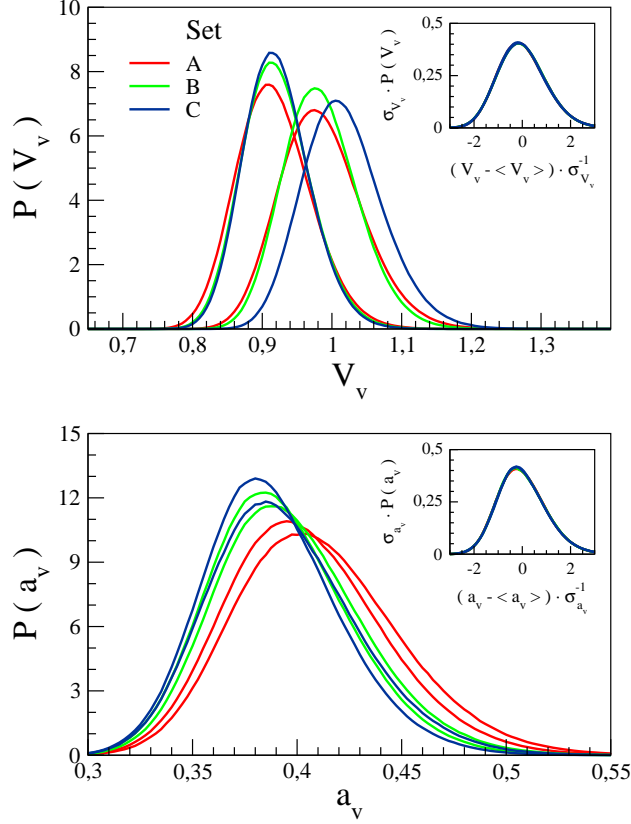 Set
A
B
C
P ( V_v )
8
6
4
2
0
0,7 0,8 0,9 1 1,1 1,2 1,3
V_v
σ_{V_v} · P ( V_v )
0,5
0,25
0
-2 0 2
( V_v - < V_v > ) · σ_{V_v}^{-1}
P ( a_v )
15
12
9
6
3
0
0,3 0,35 0,4 0,45 0,5 0,55
a_v
σ_{a_v} · P ( a_v )
0,5
0,25
0
-2 0 2
( a_v - < a_v > ) · σ_{a_v}^{-1}